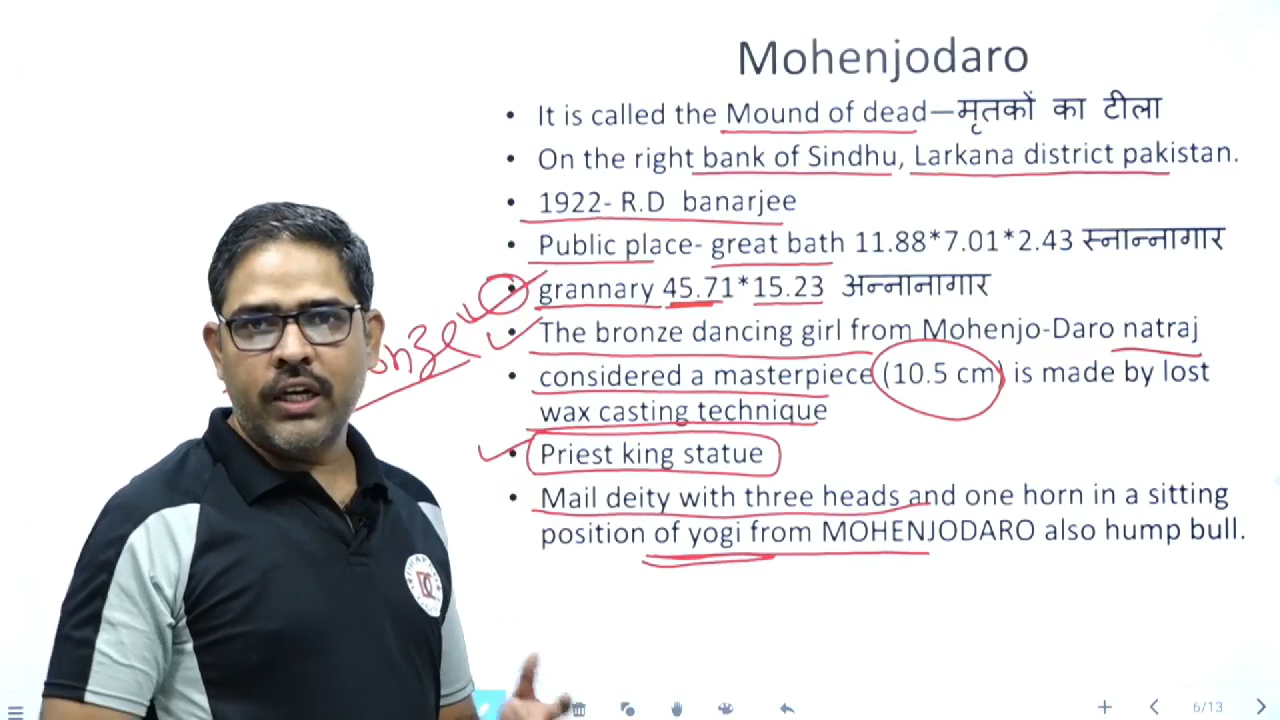 Mohenjodaro
• It is called the Mound of dead—मृतकों का टीला
• On the right bank of Sindhu, Larkana district pakistan.
• 1922- R.D banarjee
• Public place- great bath 11.88*7.01*2.43 स्नान्नागार
• grannary 45.71*15.23 अन्नानागार
• The bronze dancing girl from Mohenjo-Daro natraj
• considered a masterpiece (10.5 cm) is made by lost
wax casting technique
• Priest king statue
• Mail deity with three heads and one horn in a sitting
position of yogi from MOHENJODARO also hump bull.
6/13